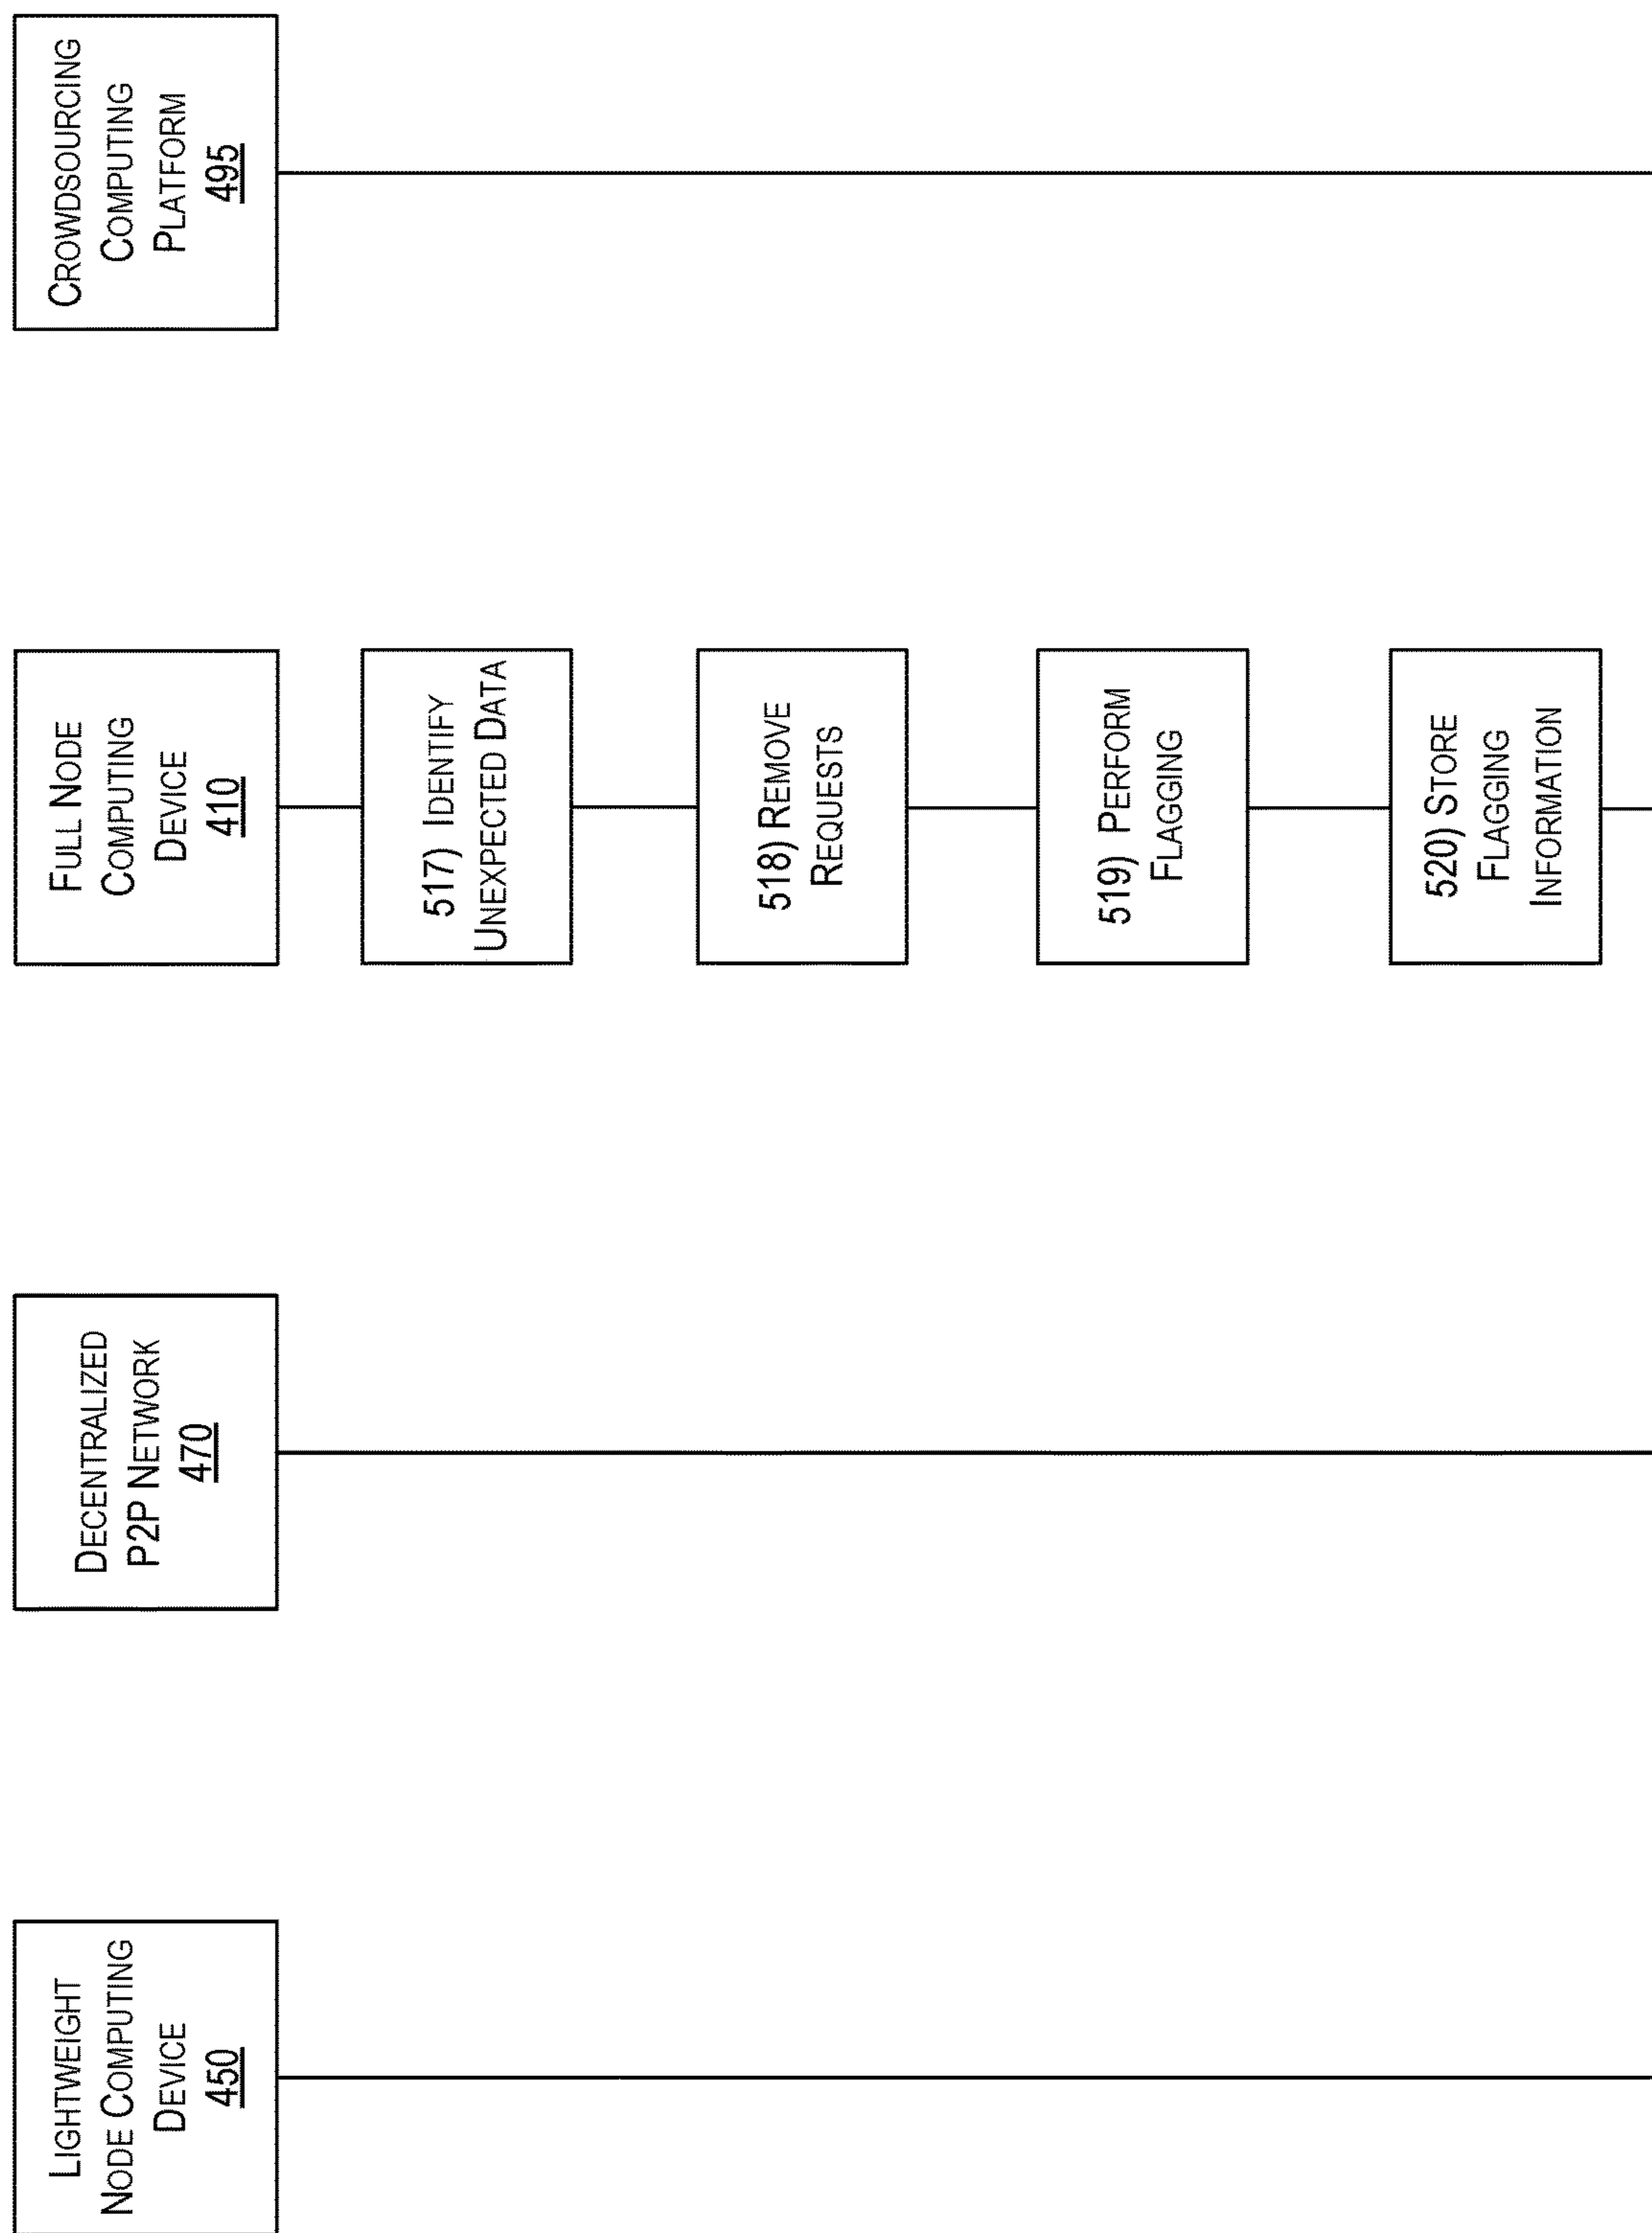 LIGHTWEIGHT
NODE COMPUTING
DEVICE
450
DECENTRALIZED
P2P NETWORK
470
FULL NODE
COMPUTING
DEVICE
410
CROWDSOURCING
COMPUTING
PLATFORM
495
517) IDENTIFY
UNEXPECTED DATA
518) REMOVE
REQUESTS
519) PERFORM
FLAGGING
520) STORE
FLAGGING
INFORMATION